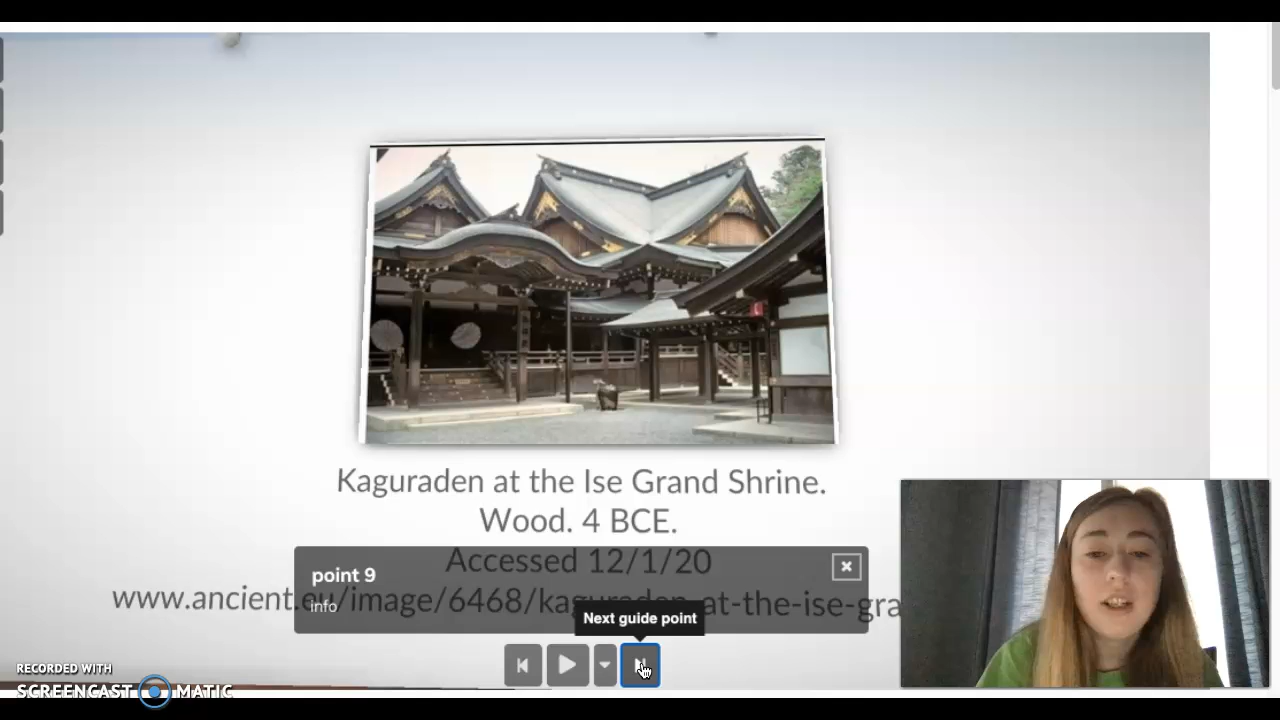 Kaguraden at the Ise Grand Shrine.
Wood. 4 BCE.
Accessed 12/1/20
www.ancient.eu/image/6468/kaguraden-at-the-ise-gra
point 9
info
Next guide point
RECORDED WITH
SCREENCAST MATIC